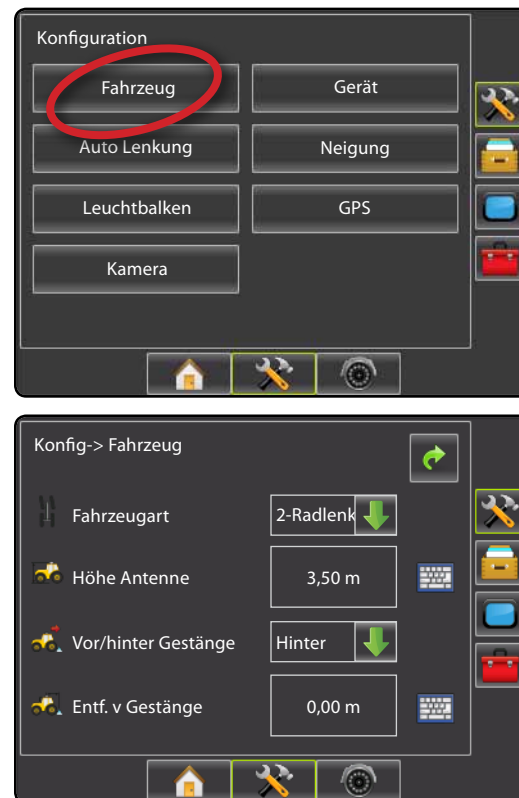 Konfiguration
Fahrzeug Gerät
Auto Lenkung Neigung
Leuchtbalken GPS
Kamera
Konfig-> Fahrzeug
Fahrzeugart 2-Radlenk
Höhe Antenne 3,50 m
Vor/hinter Gestänge Hinter
Entf. v Gestänge 0,00 m